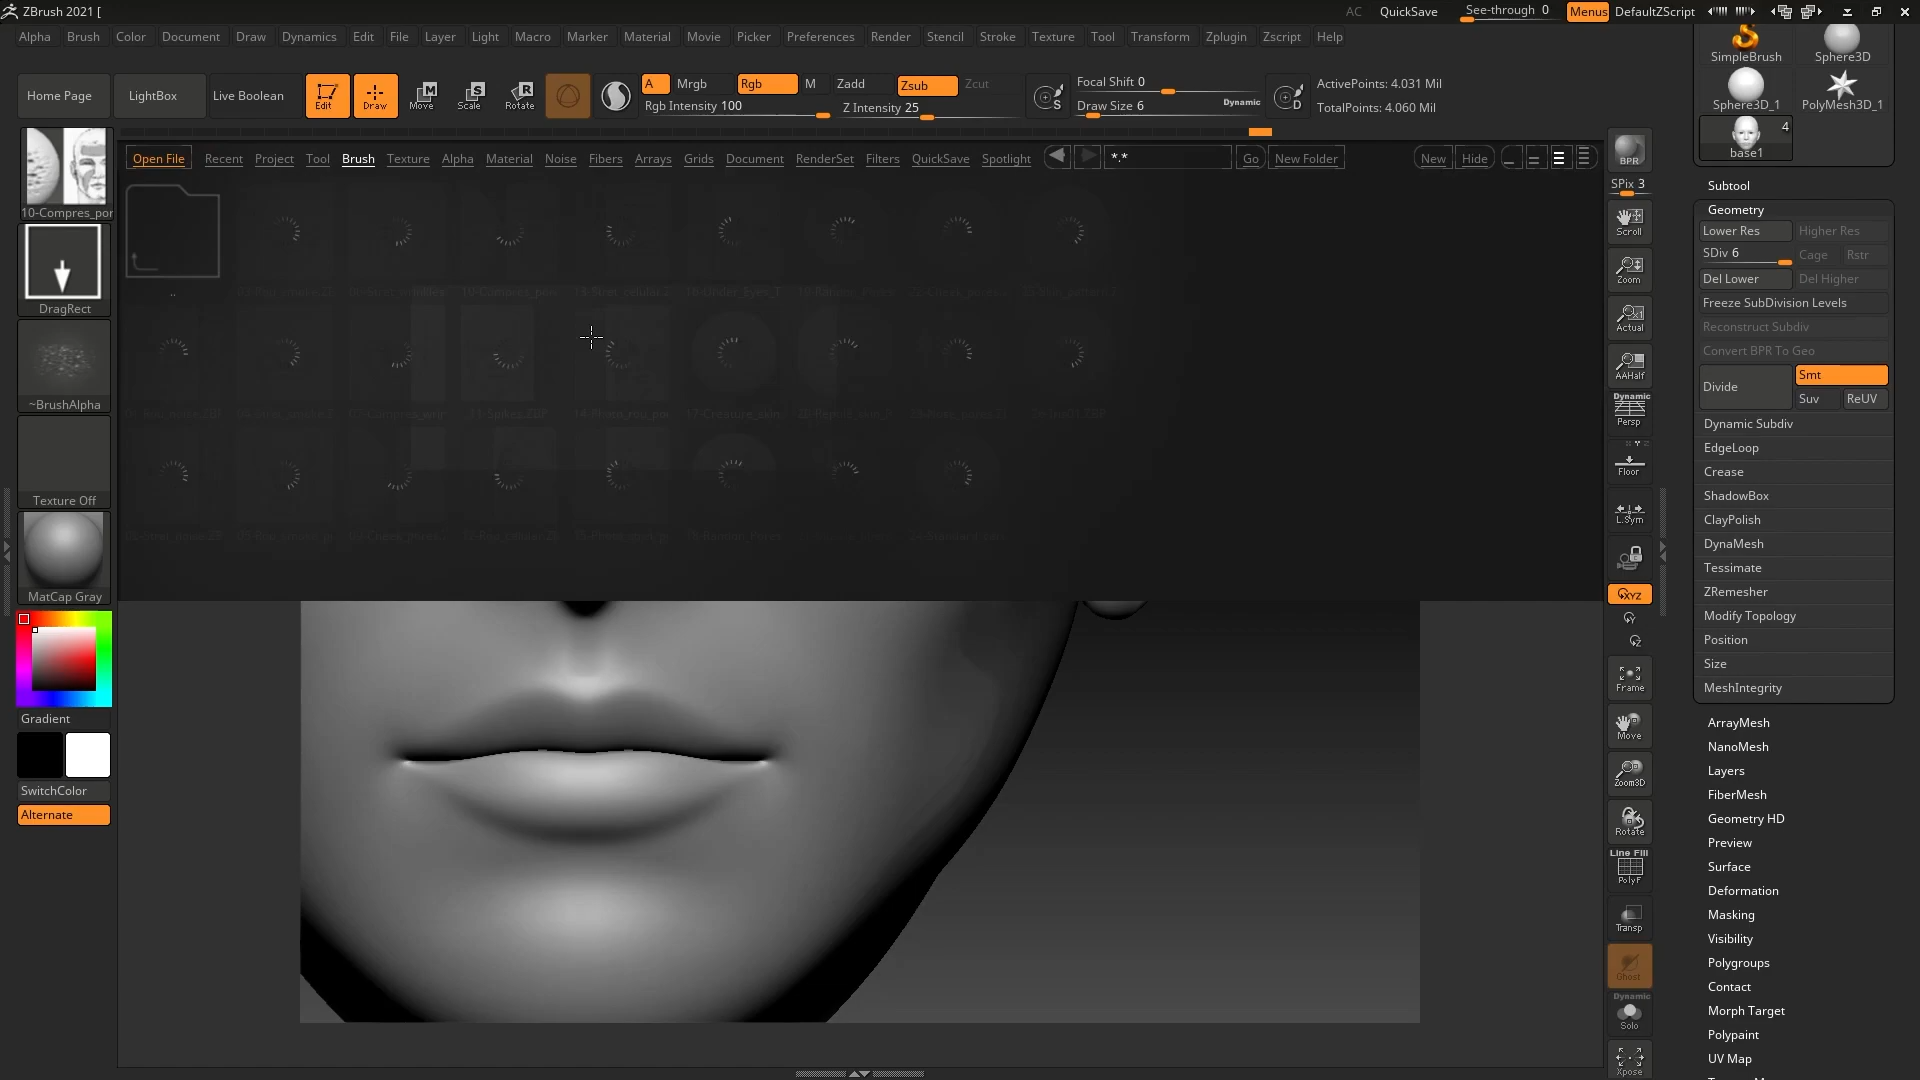 ZBrush 2021 [
AC QuickSave See-through 0 Menus DefaultZScript
Alpha Brush Color Document Draw Dynamics Edit File Layer Light Macro Marker Material Movie Picker Preferences Render Stencil Stroke Texture Tool Transform Zplugin Zscript Help
Home Page LightBox Live Boolean Edit Draw Move Scale Rotate
A Mrgb Rgb M Zadd Zsub Zcut
Rgb Intensity 100 Z Intensity 25
Focal Shift 0
Draw Size 6 Dynamic
ActivePoints: 4.031 Mil
TotalPoints: 4.060 Mil
Open File Recent Project Tool Brush Texture Alpha Material Noise Fibers Arrays Grids Document RenderSet Filters QuickSave Spotlight *.* Go New Folder New Hide
..
10-Compres_por
DragRect
~BrushAlpha
Texture Off
MatCap Gray
Gradient
SwitchColor
Alternate
BPR
SPix 3
Scroll
Zoom
Actual
AAHalf
Dynamic
Persp
Floor
L.Sym
XYZ
Frame
Move
Zoom3D
Rotate
Line Fill
PolyF
Transp
Ghost
Dynamic
Solo
Xpose
SimpleBrush Sphere3D
Sphere3D_1 PolyMesh3D_1
4
base1
Subtool
Geometry
Lower Res Higher Res
SDiv 6 Cage Rstr
Del Lower Del Higher
Freeze SubDivision Levels
Reconstruct Subdiv
Convert BPR To Geo
Divide Smt
Suv ReUV
Dynamic Subdiv
EdgeLoop
Crease
ShadowBox
ClayPolish
DynaMesh
Tessimate
ZRemesher
Modify Topology
Position
Size
MeshIntegrity
ArrayMesh
NanoMesh
Layers
FiberMesh
Geometry HD
Preview
Surface
Deformation
Masking
Visibility
Polygroups
Contact
Morph Target
Polypaint
UV Map